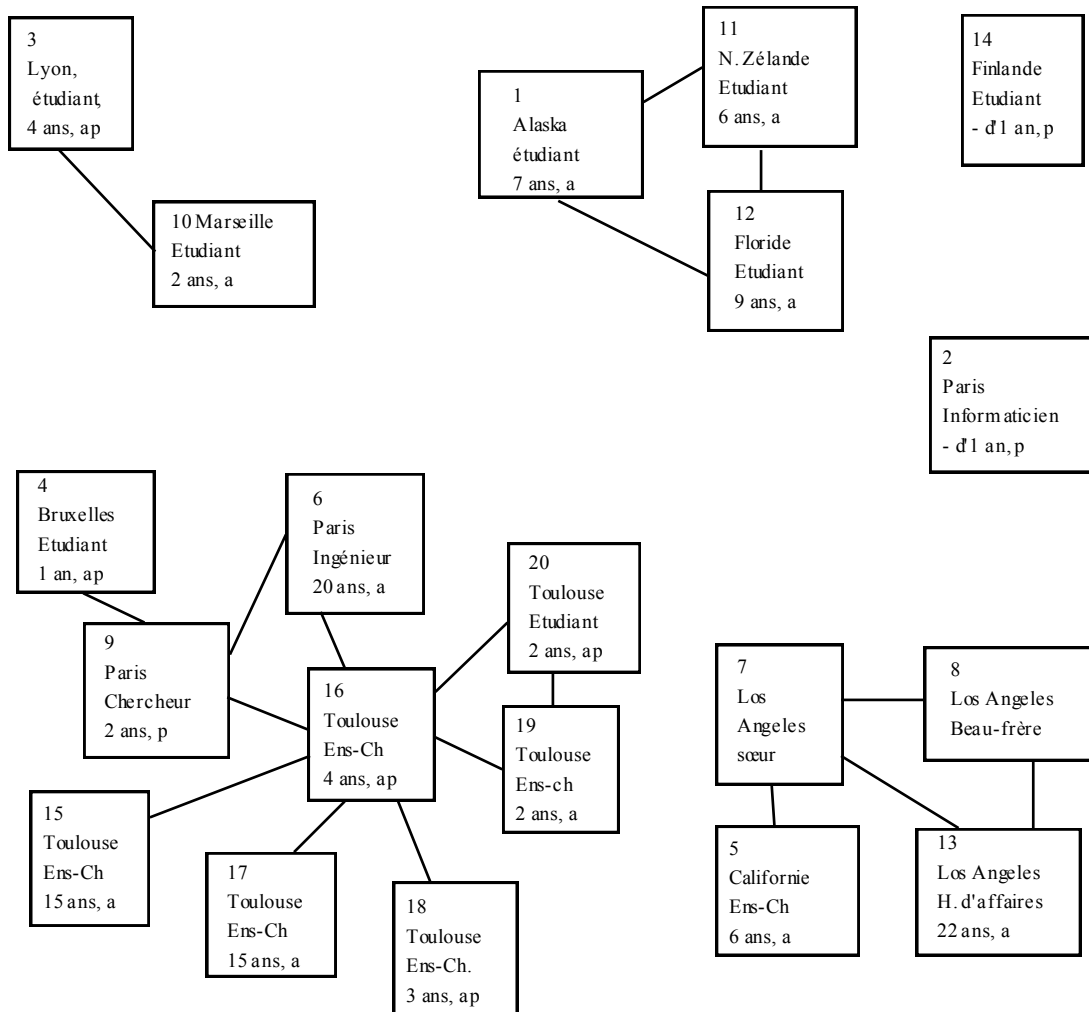 3
Lyon,
étudiant,
4 ans, ap
11
N. Zélande
Etudiant
6 ans, a
14
Finlande
Etudiant
- d'1 an, p
1
Alaska
étudiant
7 ans, a
10 Marseille
Etudiant
2 ans, a
12
Floride
Etudiant
9 ans, a
2
Paris
Informaticien
- d'1 an, p
4
Bruxelles
Etudiant
1 an, ap
6
Paris
Ingénieur
20 ans, a
20
Toulouse
Etudiant
2 ans, ap
9
Paris
Chercheur
2 ans, p
16
Toulouse
Ens-Ch
4 ans, ap
19
Toulouse
Ens-ch
2 ans, a
7
Los
Angeles
sœur
8
Los Angeles
Beau-frère
15
Toulouse
Ens-Ch
15 ans, a
17
Toulouse
Ens-Ch
15 ans, a
18
Toulouse
Ens-Ch.
3 ans, ap
5
Californie
Ens-Ch
6 ans, a
13
Los Angeles
H. d'affaires
22 ans, a